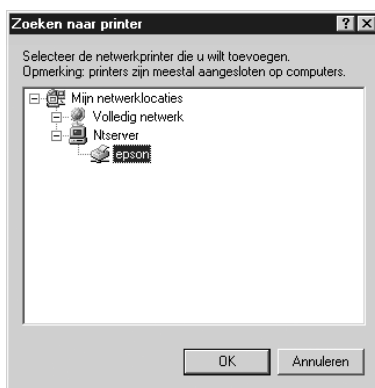 Zoeken naar printer
Selecteer de netwerkprinter die u wilt toevoegen.
Opmerking: printers zijn meestal aangesloten op computers.
Mijn netwerklocaties
Volledig netwerk
Ntserver
epson
OK Annuleren